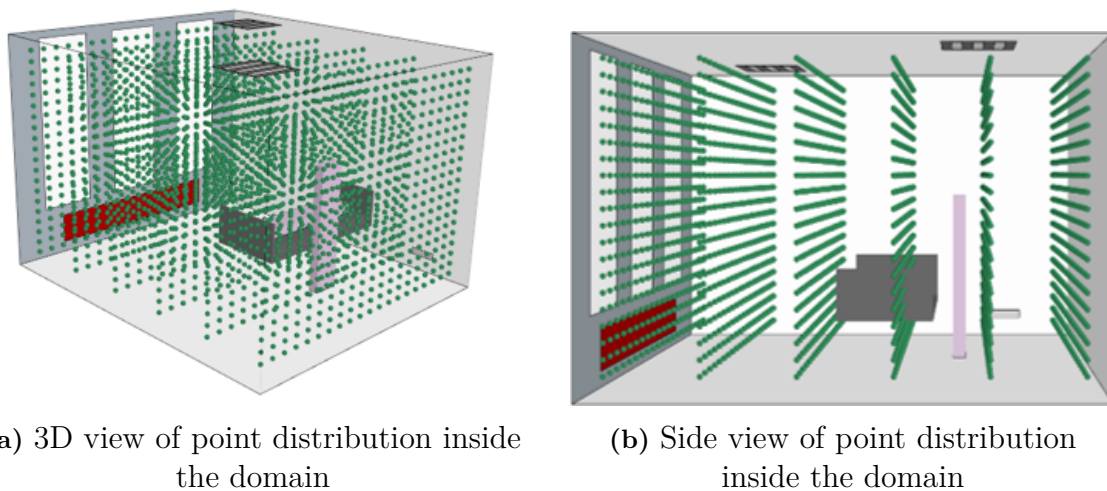 a) 3D view of point distribution inside
the domain
(b) Side view of point distribution
inside the domain